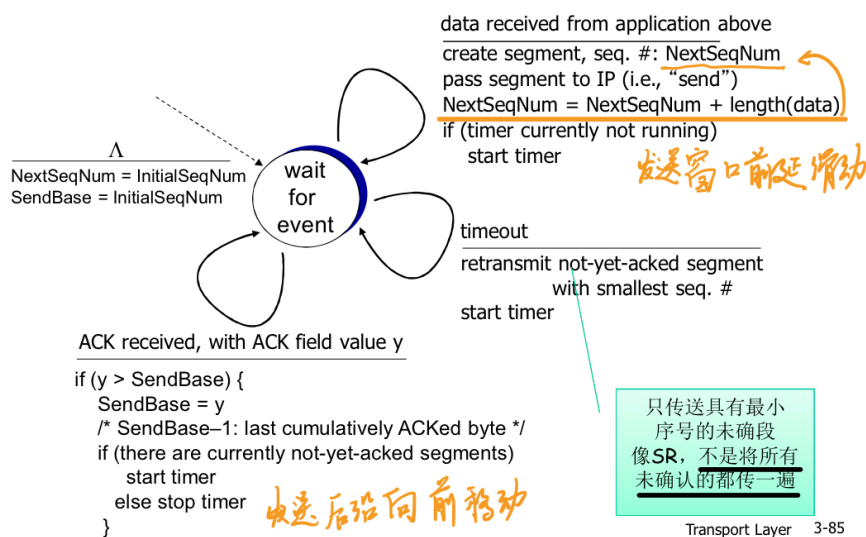 data received from application above
create segment, seq. #: NextSeqNum
pass segment to IP (i.e., “send”)
NextSeqNum = NextSeqNum + length(data)
if (timer currently not running)
start timer
发送窗口前延滑动
Λ
NextSeqNum = InitialSeqNum
SendBase = InitialSeqNum
wait
for
event
timeout
retransmit not-yet-acked segment
with smallest seq. #
start timer
ACK received, with ACK field value y
if (y > SendBase) {
SendBase = y
/* SendBase–1: last cumulatively ACKed byte */
if (there are currently not-yet-acked segments)
start timer
else stop timer
}
发送后沿向前移动
只传送具有最小
序号的未确段
像SR，不是将所有
未确认的都传一遍
Transport Layer 3-85